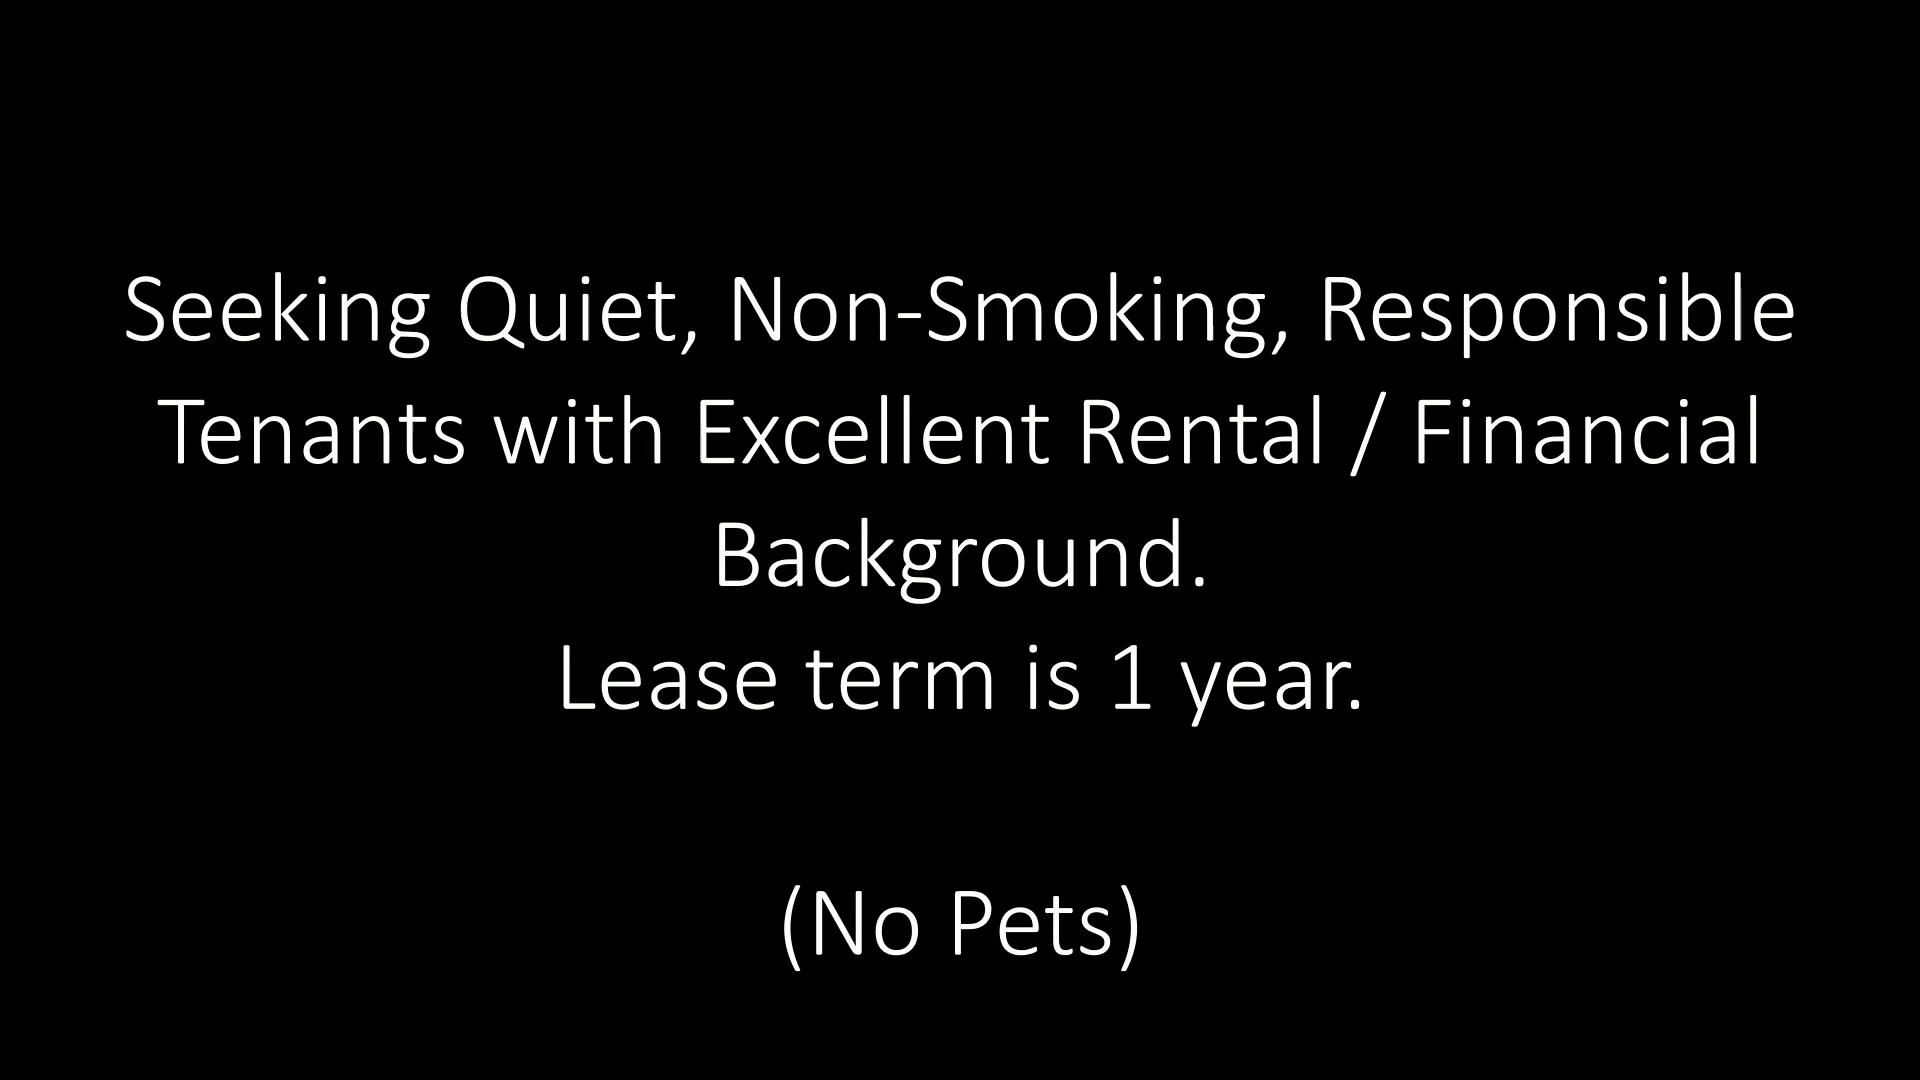 Seeking Quiet, Non-Smoking, Responsible
Tenants with Excellent Rental / Financial
Background.
Lease term is 1 year.
(No Pets)